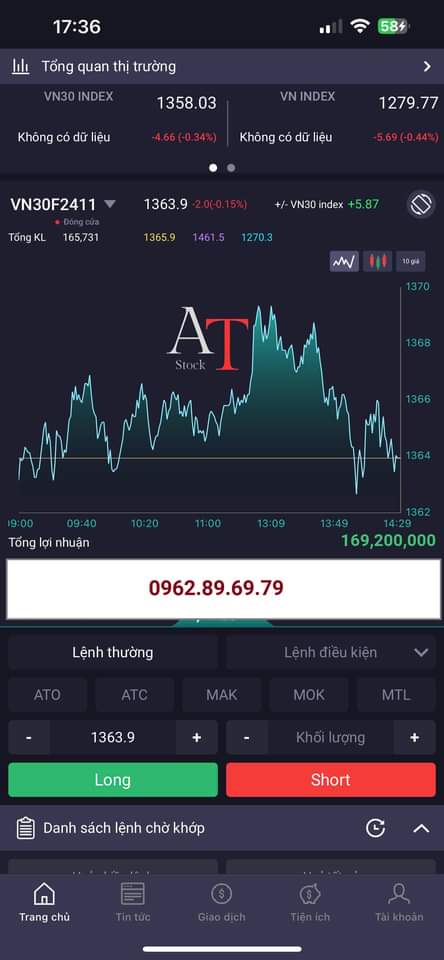 17:36
58
Tổng quan thị trường
VN30 INDEX 1358.03
VN INDEX 1279.77
Không có dữ liệu -4.66 (-0.34%)
Không có dữ liệu -5.69 (-0.44%)
VN30F2411 1363.9 -2.0(-0.15%) +/- VN30 index +5.87
Đóng cửa
Tổng KL 165,731 1365.9 1461.5 1270.3
10 giá
1370
AT
Stock
1368
1366
1364
1362
09:00 09:40 10:20 11:00 13:09 13:49 14:29
Tổng lợi nhuận 169,200,000
0962.89.69.79
Lệnh thường Lệnh điều kiện
ATO ATC MAK MOK MTL
- 1363.9 + - Khối lượng +
Long Short
Danh sách lệnh chờ khớp
Trang chủ Tin tức Giao dịch Tiện ích Tài khoản